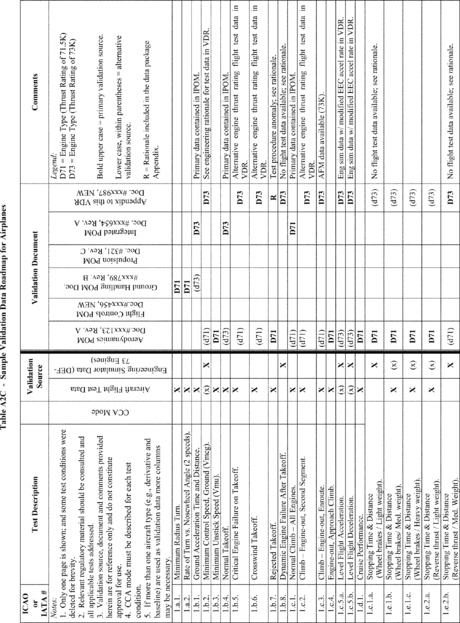 Table A2C - Sample Validation Data Roadmap for Airplanes
ICAO or IATA #
Test Description
Validation Source
Validation Document
Comments
CCA Mode
Aircraft Flight Test Data
Engineering Simulator Data (DEF-73 Engines)
Aerodynamics POM Doc. #xxx123, Rev. A
Flight Controls POM Doc.#xxx456, NEW
Ground Handling POM Doc. #xxx789, Rev. B
Propulsion POM Doc. #321, Rev. C
Integrated POM Doc. #xxx654, Rev. A
Appendix to this VDR Doc. #xxx987, NEW
Notes.
1. Only one page is shown; and some test conditions were
deleted for brevity.
2. Relevant regulatory material should be consulted and
all applicable tests addressed.
3. Validation source, document and comments provided
herein are for reference only and do not constitute
approval for use.
4. CCA mode must be described for each test
condition.
5. If more than one aircraft type (e.g., derivative and
baseline) are used as validation data more columns
may be necessary.
Legend.
D71 = Engine Type (Thrust Rating of 71.5K)
D73 = Engine Type (Thrust Rating of 73K)
Bold upper case = primary validation source.
Lower case, within parentheses = alternative
validation source.
R = Rationale included in the data package
Appendix.
1.a.1. Minimum Radius Turn. X D71
1.a.2. Rate of Turn vs. Nosewheel Angle (2 speeds). X D71
1.b.1. Ground Acceleration Time and Distance. X (d73) D73 Primary data contained in IPOM.
1.b.2. Minimum Control Speed, Ground (Vmcg). (x) X (d71) D73 See engineering rationale for test data in VDR.
1.b.3. Minimum Unstick Speed (Vmu). X D71
1.b.4. Normal Takeoff. X (d73) D73 Primary data contained in IPOM.
1.b.5. Critical Engine Failure on Takeoff. X (d71) D73 Alternative engine thrust rating flight test data in VDR.
1.b.6. Crosswind Takeoff. X (d71) D73 Alternative engine thrust rating flight test data in VDR.
1.b.7. Rejected Takeoff. X D71 R Test procedure anomaly; see rationale.
1.b.8. Dynamic Engine Failure After Takeoff. X D73 No flight test data available; see rationale.
1.c.1. Normal Climb - All Engines. X (d71) D71 Primary data contained in IPOM.
1.c.2. Climb – Engine-out, Second Segment. X (d71) D73 Alternative engine thrust rating flight test data in VDR.
1.c.3. Climb – Engine-out, Enroute. X (d71) D73 AFM data available (73K).
1.c.4. Engine-out, Approach Climb. X D71
1.c.5.a. Level Flight Acceleration. (x) X (d73) D73 Eng sim data w/ modified EEC accel rate in VDR.
1.c.5.b. Level Flight Deceleration. (x) X (d73) D73 Eng sim data w/ modified EEC accel rate in VDR.
1.d.1. Cruise Performance. X D71
1.e.1.a. Stopping Time & Distance (Wheel brakes / Light weight). X D71 (d73) No flight test data available; see rationale.
1.e.1.b. Stopping Time & Distance (Wheel brakes/ Med. weight). X (x) D71 (d73)
1.e.1.c. Stopping Time & Distance (Wheel brakes / Heavy weight). X (x) D71 (d73)
1.e.2.a. Stopping Time & Distance (Reverse thrust / Light weight). X (x) D71 (d73)
1.e.2.b. Stopping Time & Distance (Reverse thrust / Med. Weight). X (d71) D73 No flight test data available; see rationale.